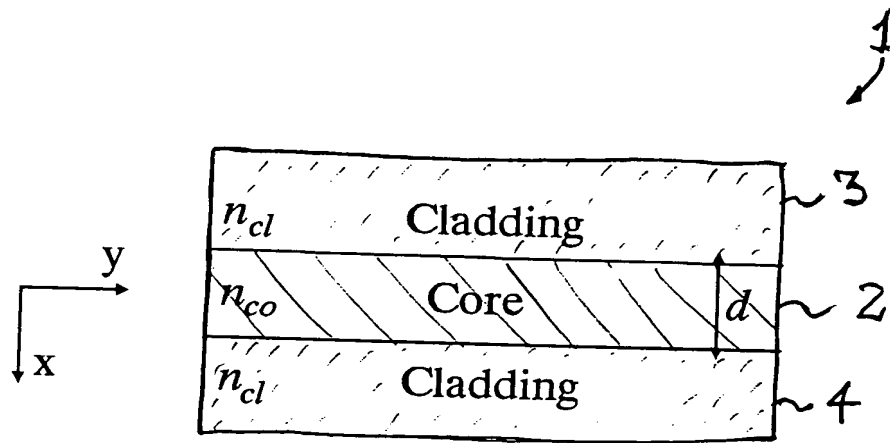 1
n_cl Cladding 3
y
n_co Core d 2
x
n_cl Cladding 4